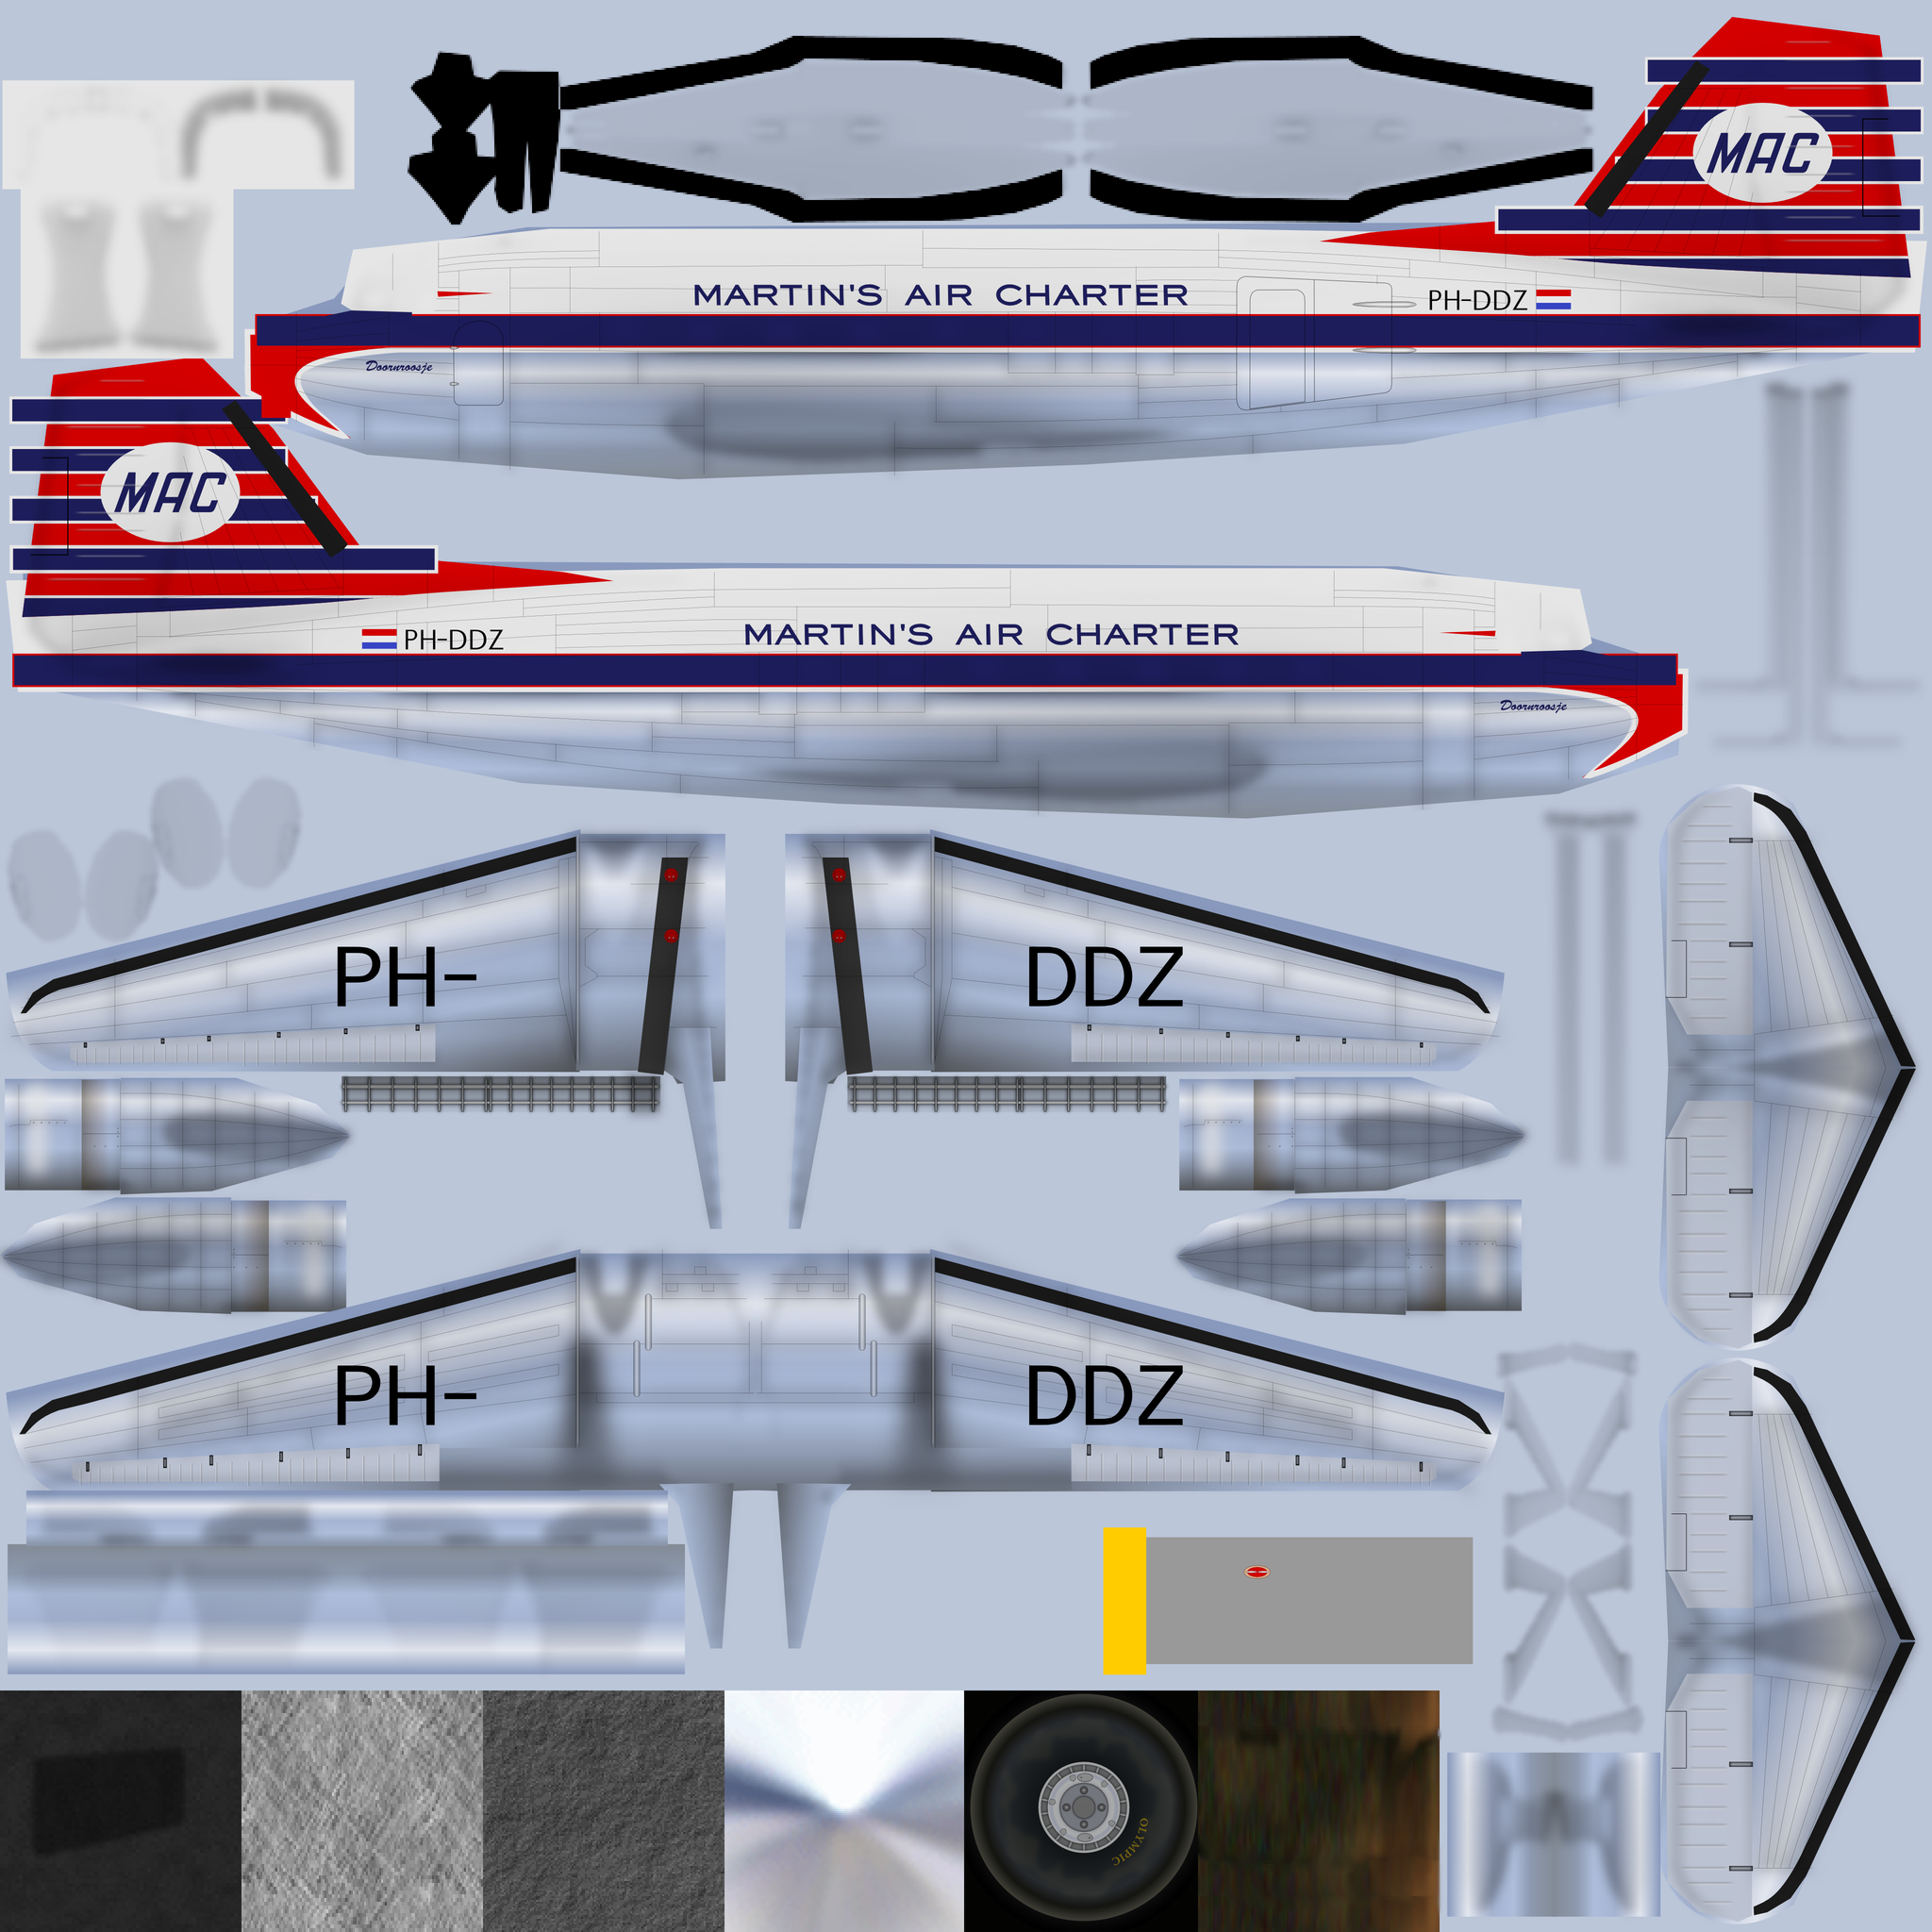 MAC
MARTIN'S AIR CHARTER
PH-DDZ
Doornroosje
MAC
PH-DDZ
MARTIN'S AIR CHARTER
Doornroosje
PH- DDZ
PH- DDZ
OLYMPIC